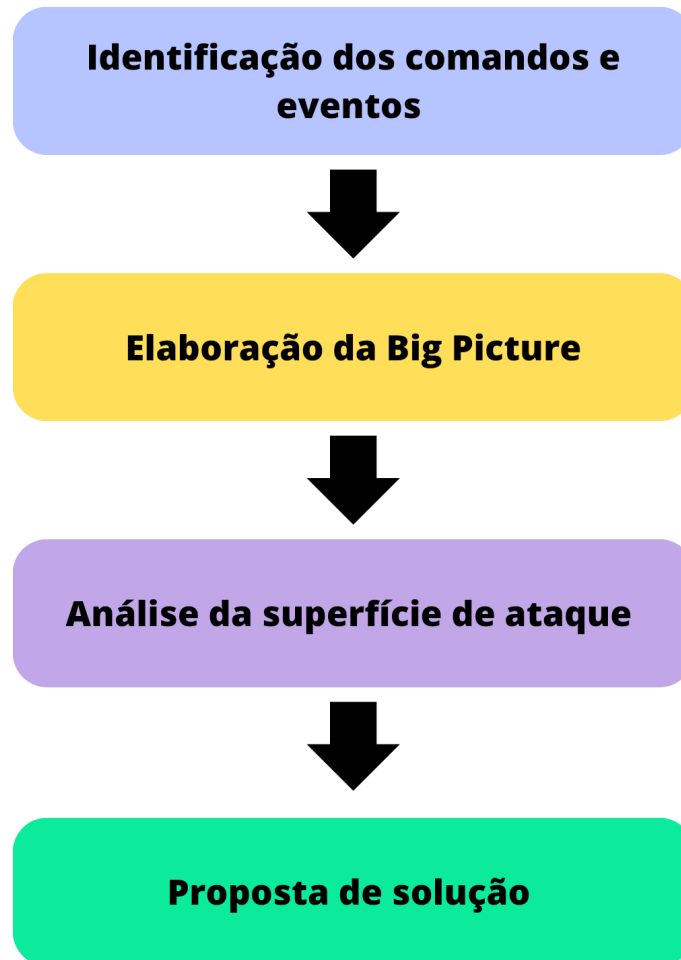 Identificação dos comandos e
eventos
Elaboração da Big Picture
Análise da superfície de ataque
Proposta de solução